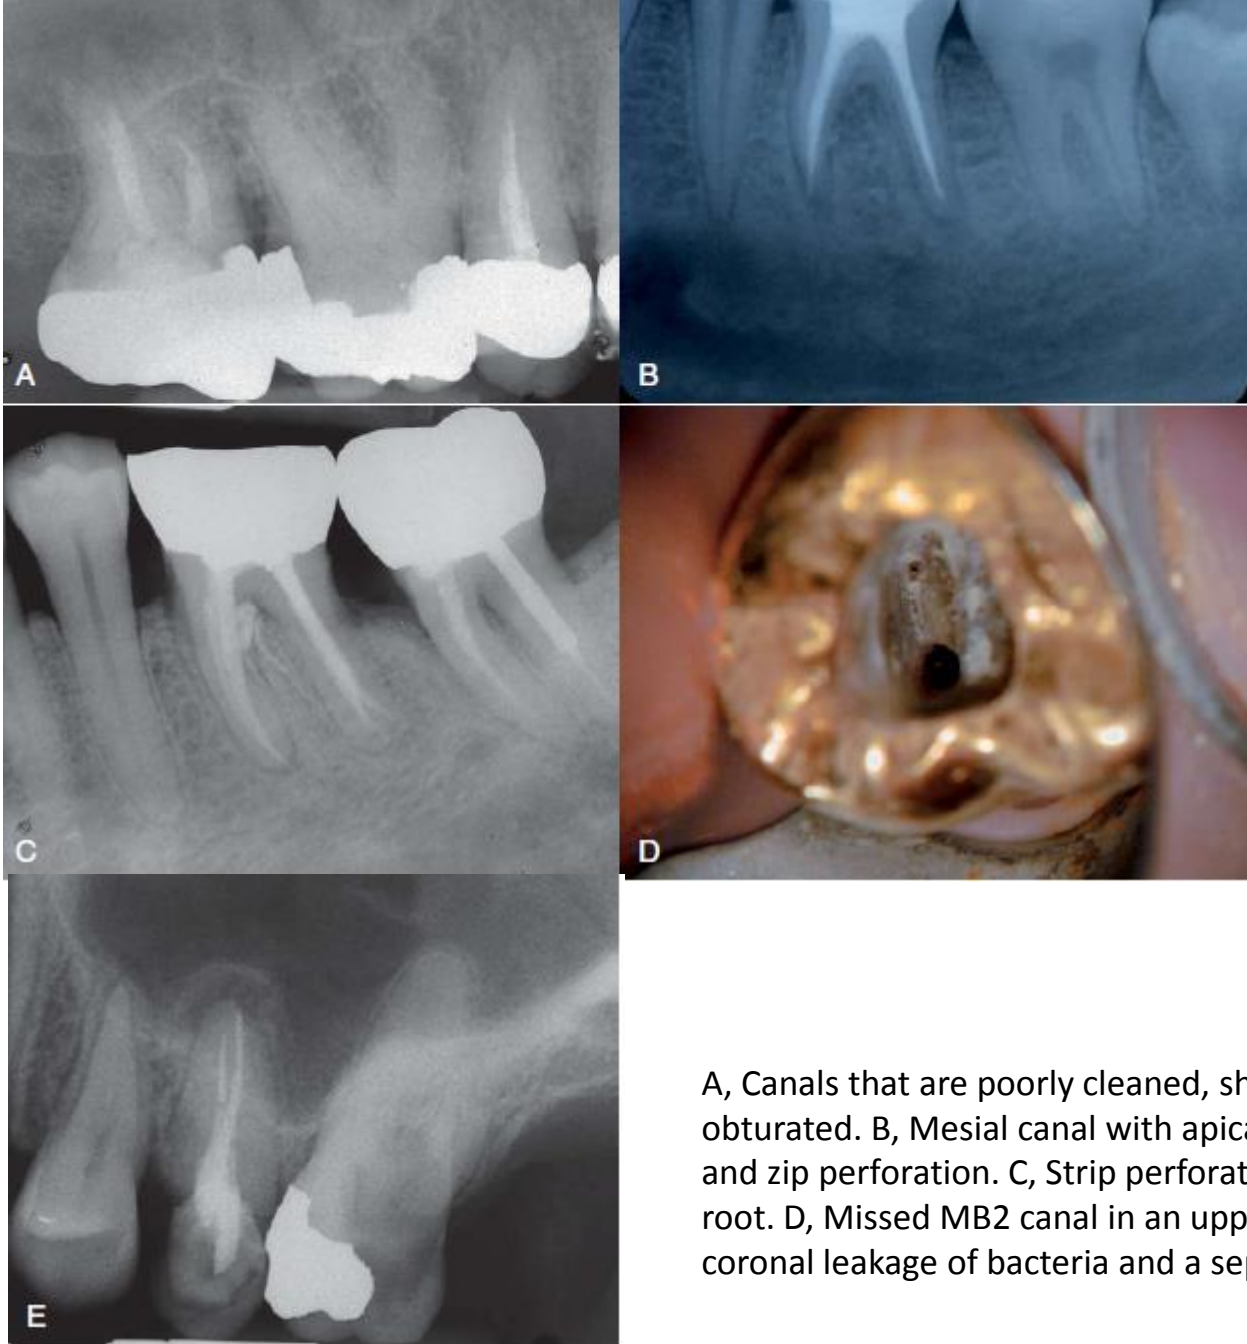 A
B
C
D
E
A, Canals that are poorly cleaned, sh
obturated. B, Mesial canal with apica
and zip perforation. C, Strip perforat
root. D, Missed MB2 canal in an upp
coronal leakage of bacteria and a sep